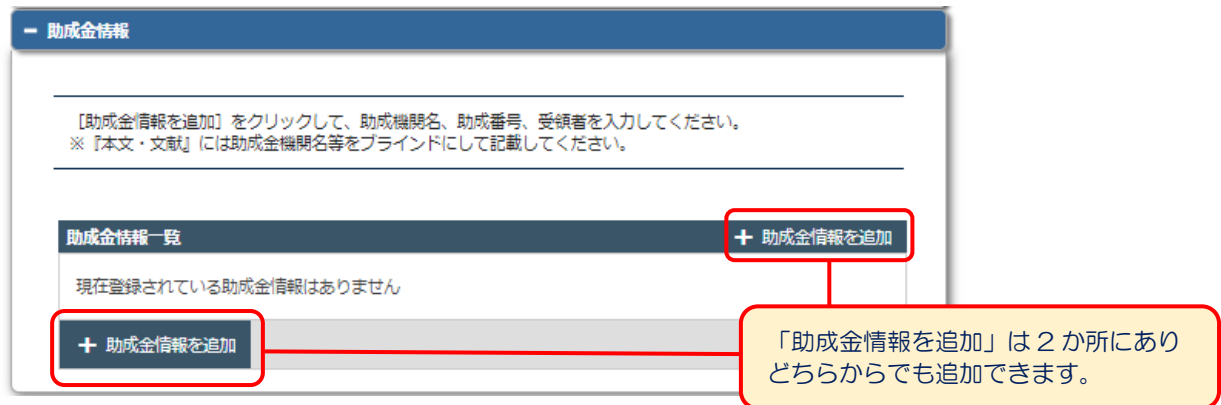 − 助成金情報
［助成金情報を追加］をクリックして、助成機関名、助成番号、受領者を入力してください。
※『本文・文献』には助成金機関名等をブラインドにして記載してください。
助成金情報一覧
＋ 助成金情報を追加
現在登録されている助成金情報はありません
＋ 助成金情報を追加
「助成金情報を追加」は２か所にあり
どちらからでも追加できます。